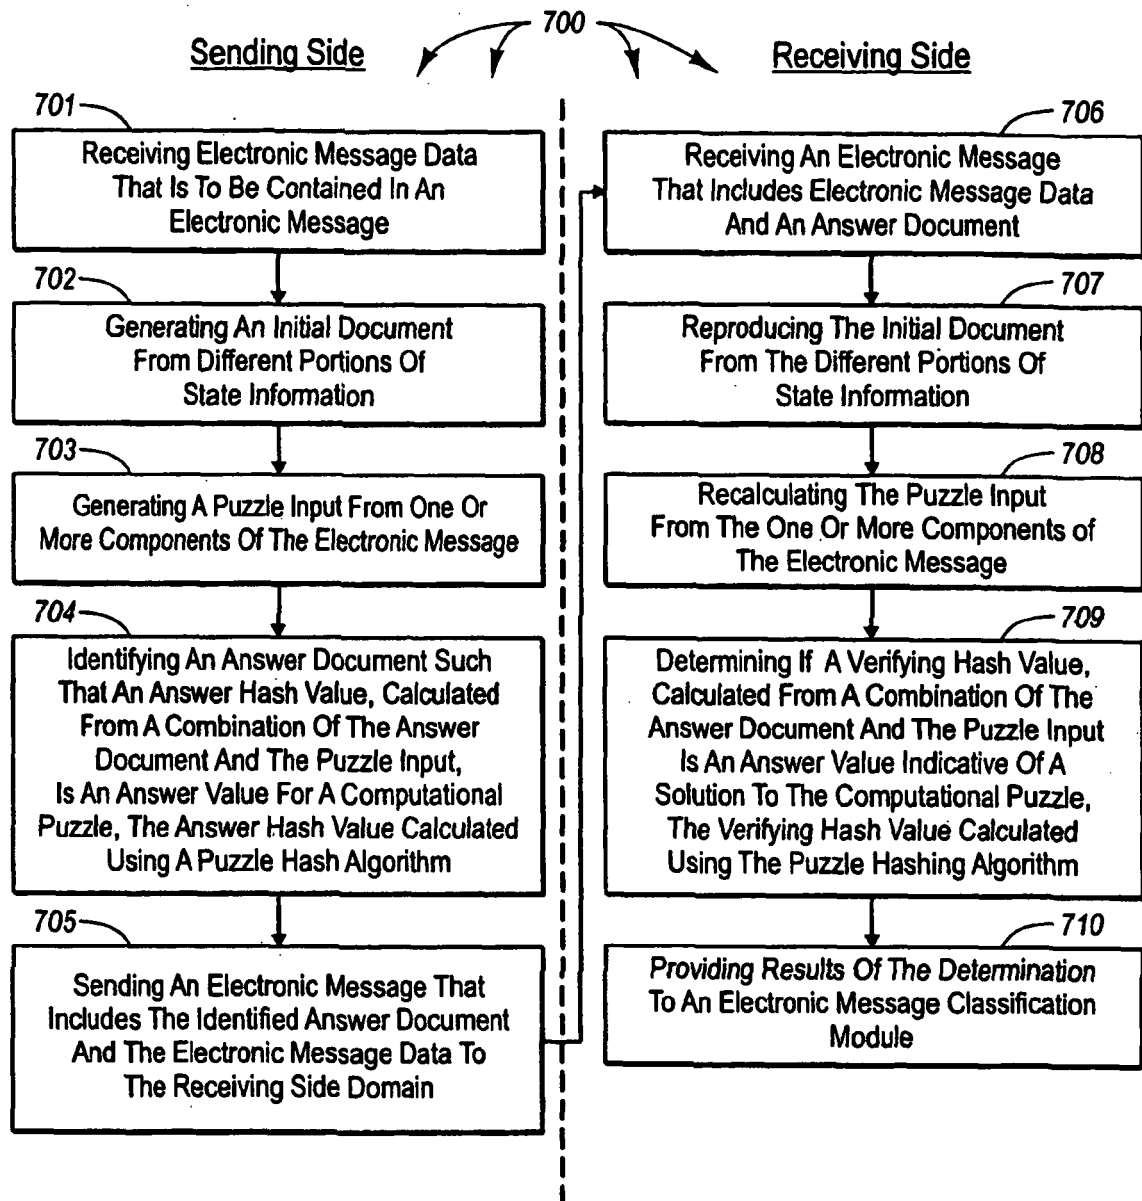 700
Sending Side
Receiving Side
701
Receiving Electronic Message Data
That Is To Be Contained In An
Electronic Message
702
Generating An Initial Document
From Different Portions Of
State Information
703
Generating A Puzzle Input From One Or
More Components Of The Electronic Message
704
Identifying An Answer Document Such
That An Answer Hash Value, Calculated
From A Combination Of The Answer
Document And The Puzzle Input,
Is An Answer Value For A Computational
Puzzle, The Answer Hash Value Calculated
Using A Puzzle Hash Algorithm
705
Sending An Electronic Message That
Includes The Identified Answer Document
And The Electronic Message Data To
The Receiving Side Domain
706
Receiving An Electronic Message
That Includes Electronic Message Data
And An Answer Document
707
Reproducing The Initial Document
From The Different Portions Of
State Information
708
Recalculating The Puzzle Input
From The One Or More Components of
The Electronic Message
709
Determining If A Verifying Hash Value,
Calculated From A Combination Of The
Answer Document And The Puzzle Input
Is An Answer Value Indicative Of A
Solution To The Computational Puzzle,
The Verifying Hash Value Calculated
Using The Puzzle Hashing Algorithm
710
Providing Results Of The Determination
To An Electronic Message Classification
Module